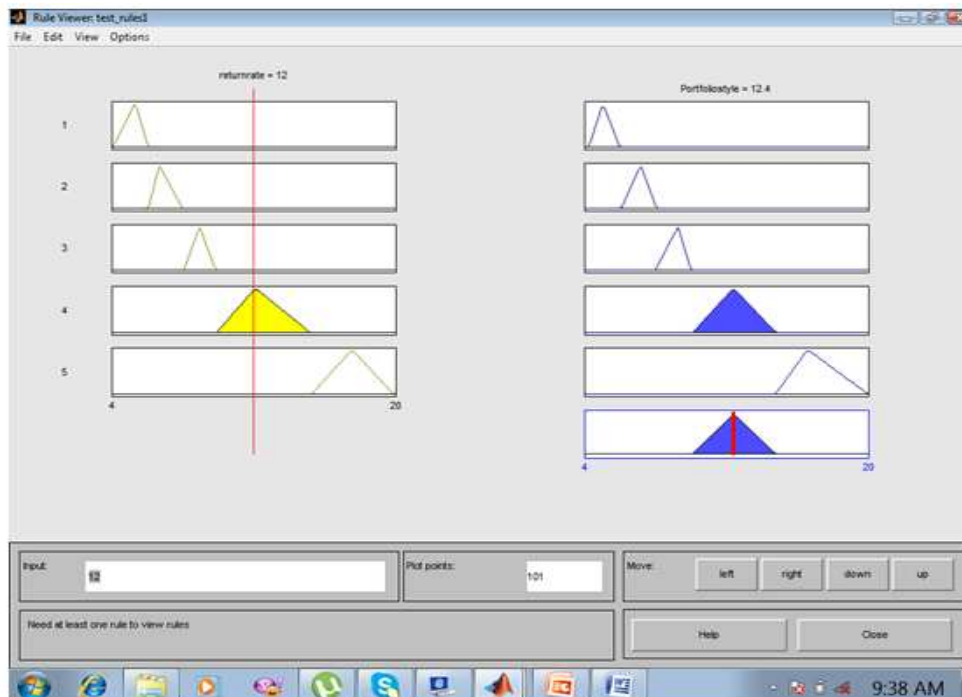 Rule Viewer: test_rules1
File Edit View Options
returnrate = 12
Portfoliostyle = 12.4
1
2
3
4
5
4 20
4 20
Input:
12
Plot points:
101
Move:
left right down up
Need at least one rule to view rules
Help Close
9:38 AM